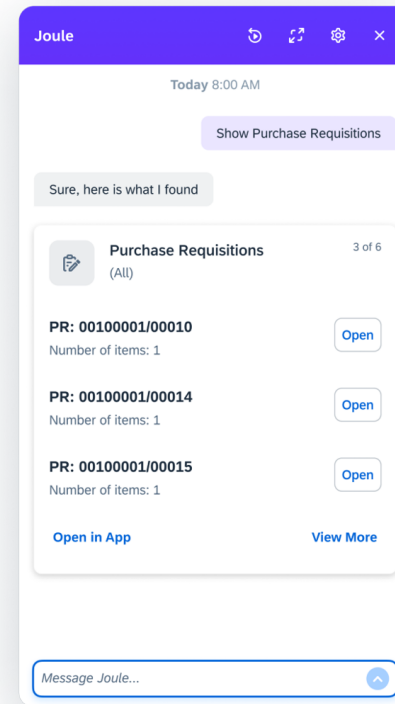 Joule
Today 8:00 AM
Show Purchase Requisitions
Sure, here is what I found
Purchase Requisitions
3 of 6
(All)
PR: 00100001/00010
Open
Number of items: 1
PR: 00100001/00014
Open
Number of items: 1
PR: 00100001/00015
Open
Number of items: 1
Open in App
View More
Message Joule...